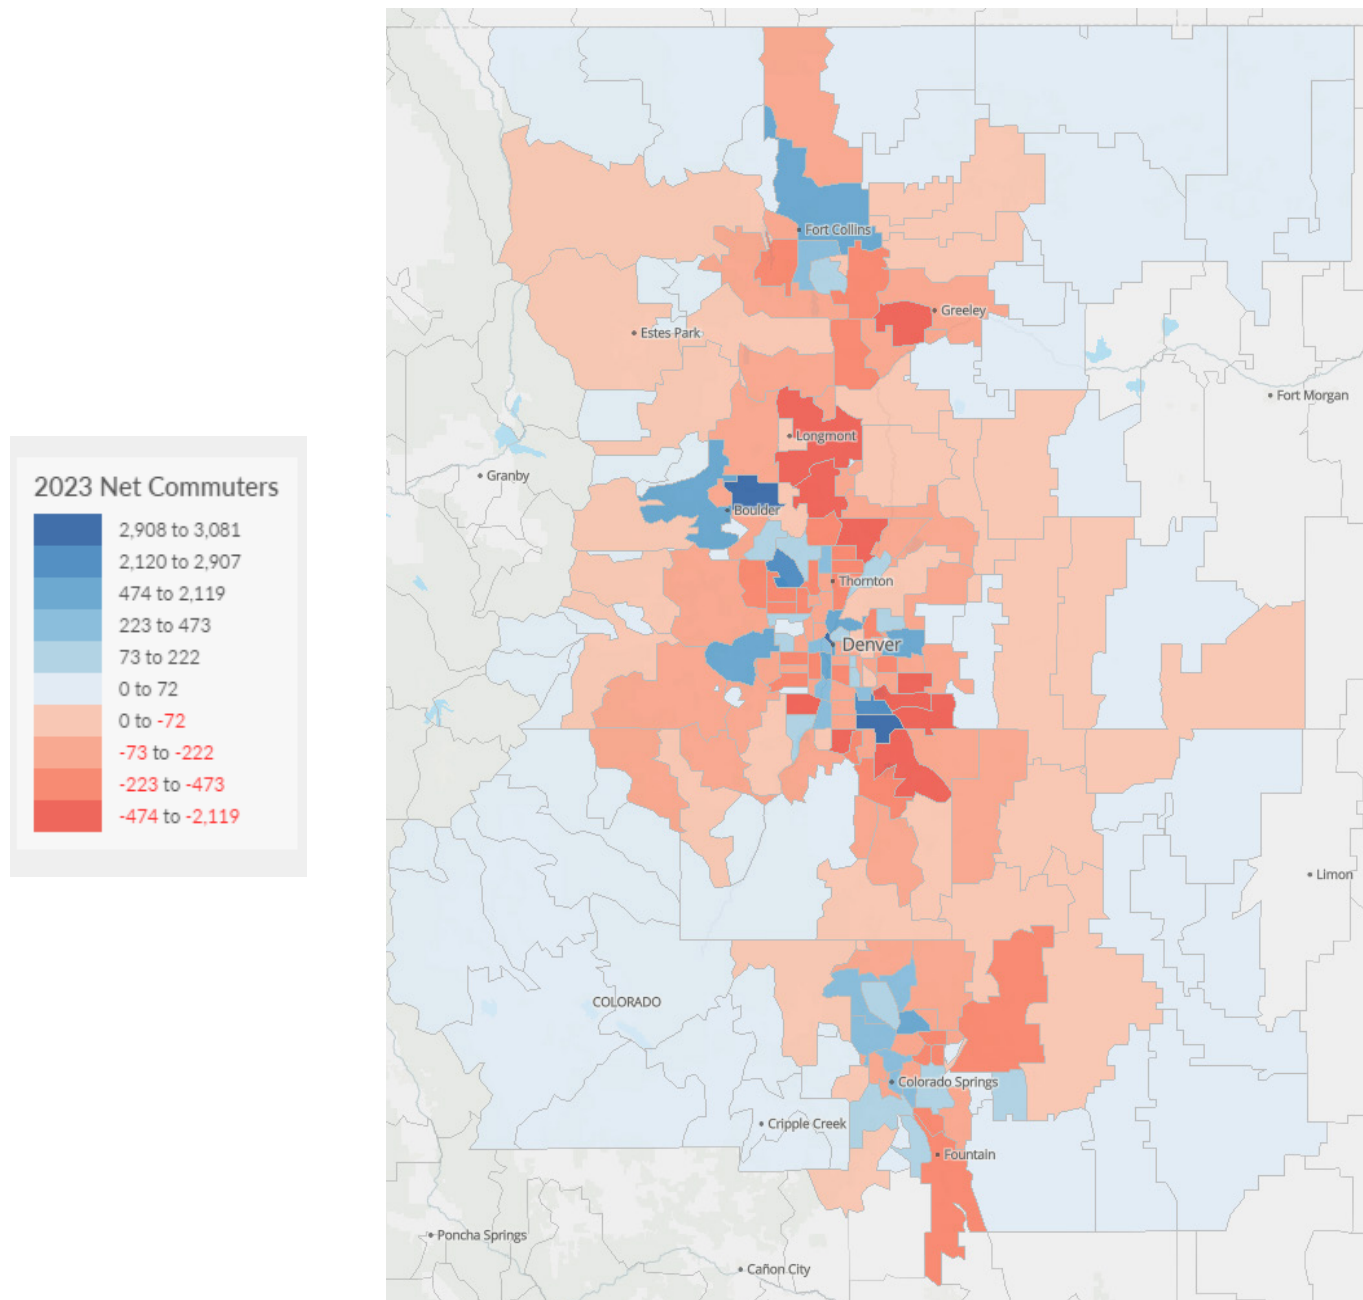 2023 Net Commuters
2,908 to 3,081
2,120 to 2,907
474 to 2,119
223 to 473
73 to 222
0 to 72
0 to -72
-73 to -222
-223 to -473
-474 to -2,119
Fort Collins
Greeley
Estes Park
Fort Morgan
Longmont
Granby
Boulder
Thornton
Denver
Limon
COLORADO
Colorado Springs
Cripple Creek
Fountain
Poncha Springs
Cañon City